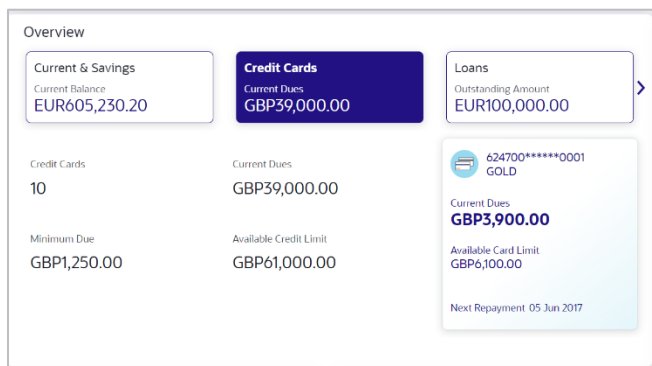 Overview
Current & Savings
Current Balance
EUR605,230.20
Credit Cards
Current Dues
GBP39,000.00
Loans
Outstanding Amount
EUR100,000.00
Credit Cards
10
Current Dues
GBP39,000.00
Minimum Due
GBP1,250.00
Available Credit Limit
GBP61,000.00
624700******0001
GOLD
Current Dues
GBP3,900.00
Available Card Limit
GBP6,100.00
Next Repayment 05 Jun 2017